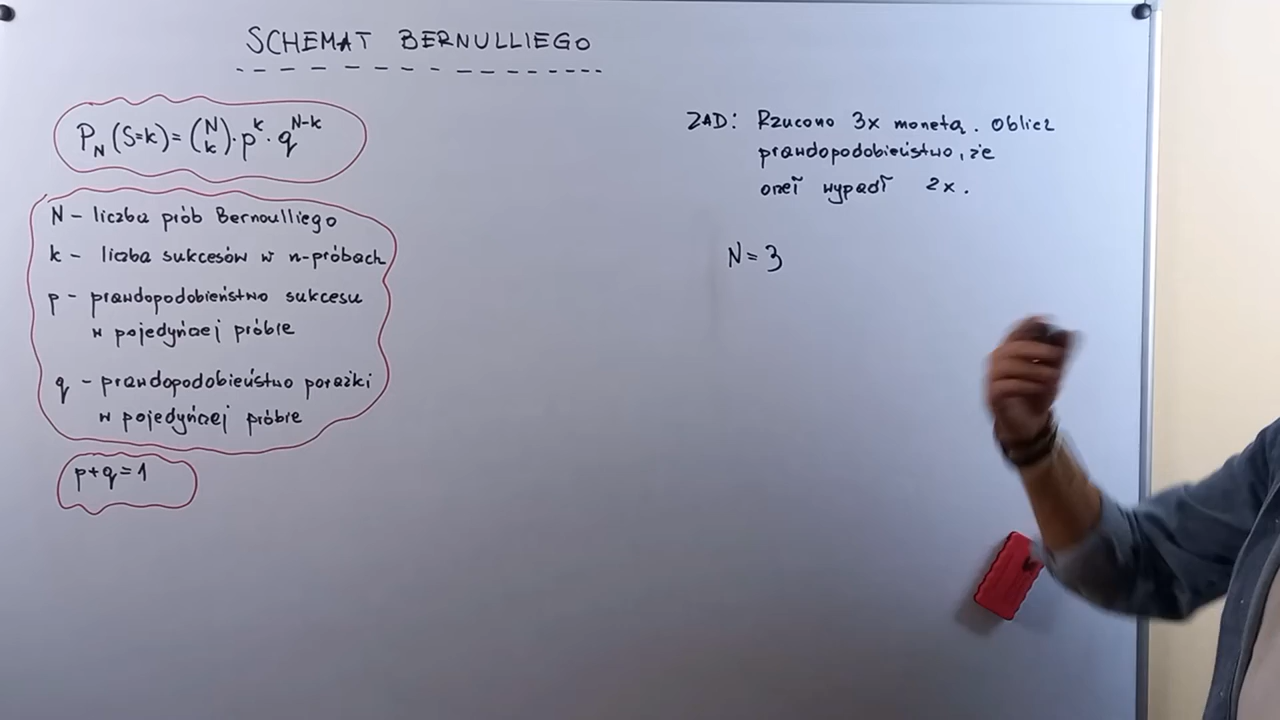 SCHEMAT BERNULLIEGO
P_N (S=k) = (N k) · p^k · q^{N-k}
N - liczba prób Bernoulliego
k - liczba sukcesów w n-próbach
p - prawdopodobieństwo sukcesu
w pojedyńczej próbie
q - prawdopodobieństwo porażki
w pojedyńczej próbie
p+q=1
ZAD: Rzucono 3x monetą. Oblicz
prawdopodobieństwo, że
orzeł wypadł 2x.
N = 3